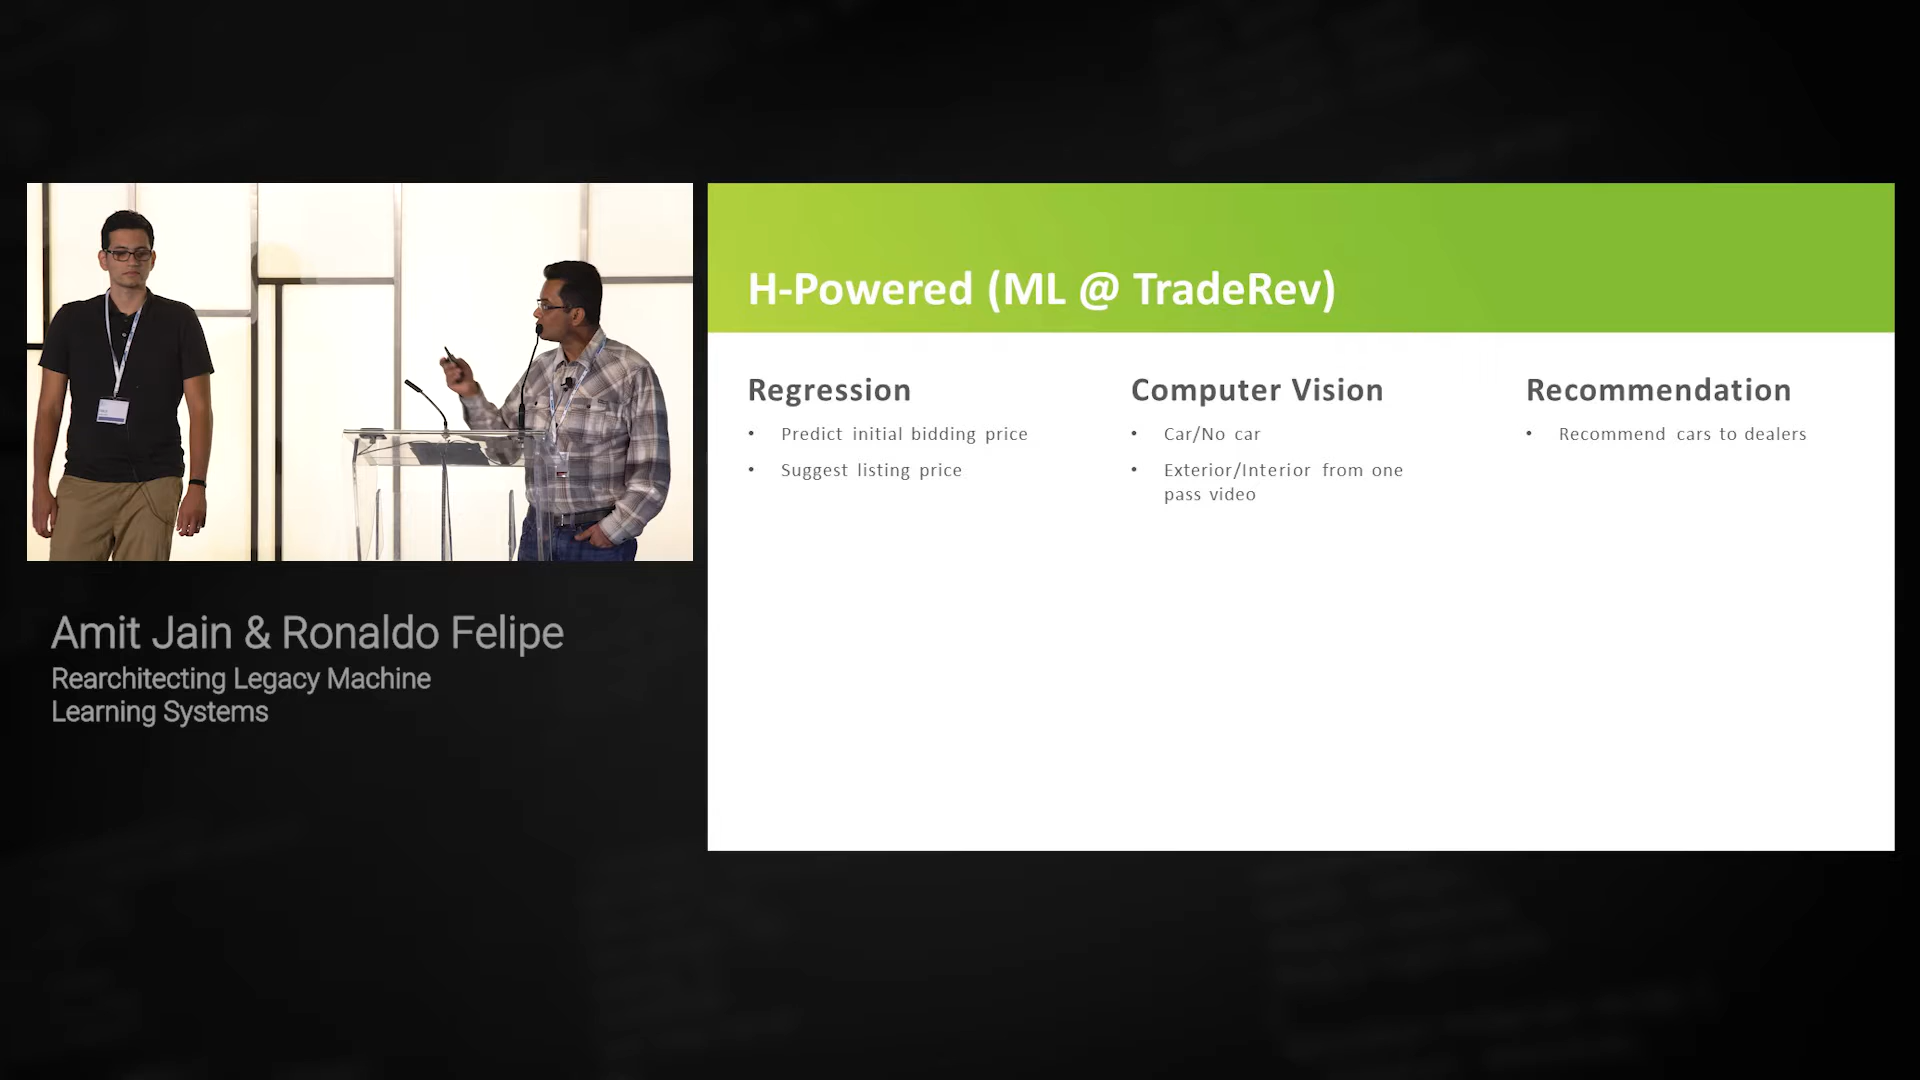 H-Powered (ML @ TradeRev)
Regression
• Predict initial bidding price
• Suggest listing price
Computer Vision
• Car/No car
• Exterior/Interior from one
pass video
Recommendation
• Recommend cars to dealers
Amit Jain & Ronaldo Felipe
Rearchitecting Legacy Machine
Learning Systems